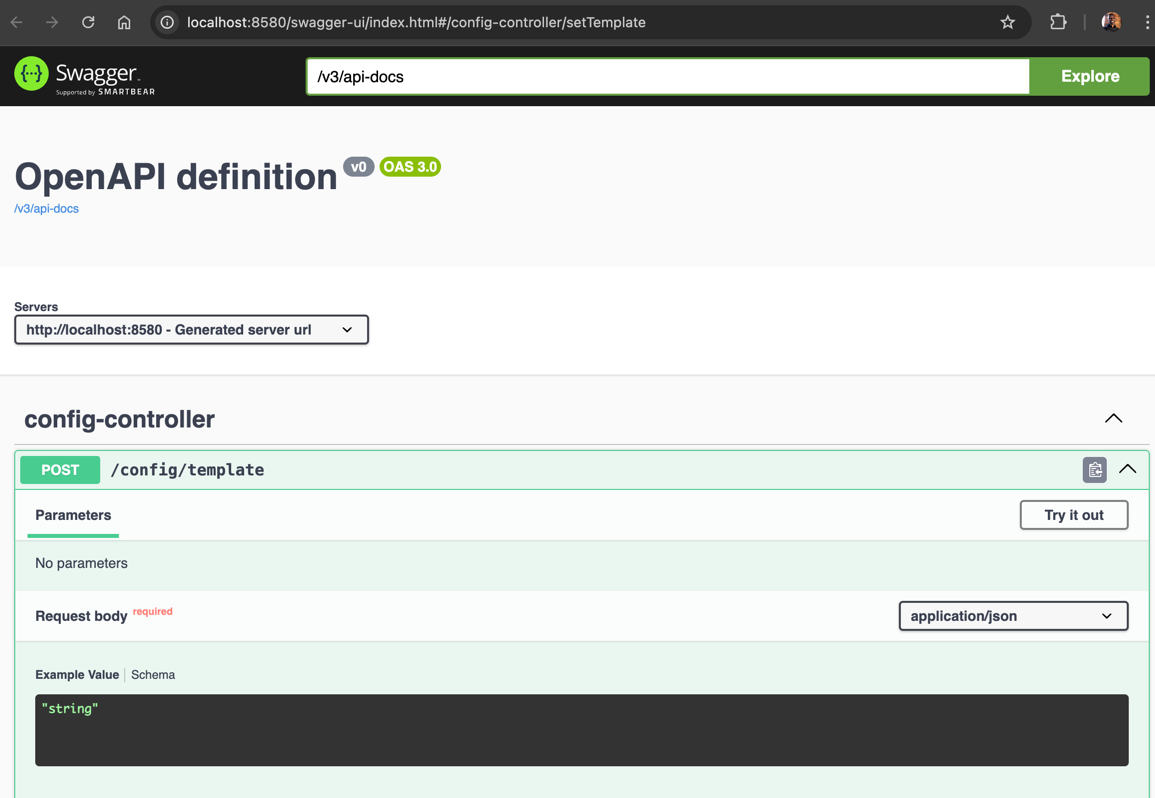 localhost:8580/swagger-ui/index.html#/config-controller/setTemplate
{···} Swagger.
Supported by SMARTBEAR
/v3/api-docs
Explore
OpenAPI definition v0 OAS 3.0
/v3/api-docs
Servers
http://localhost:8580 - Generated server url
config-controller
POST /config/template
Parameters
Try it out
No parameters
Request body required
application/json
Example Value Schema
"string"